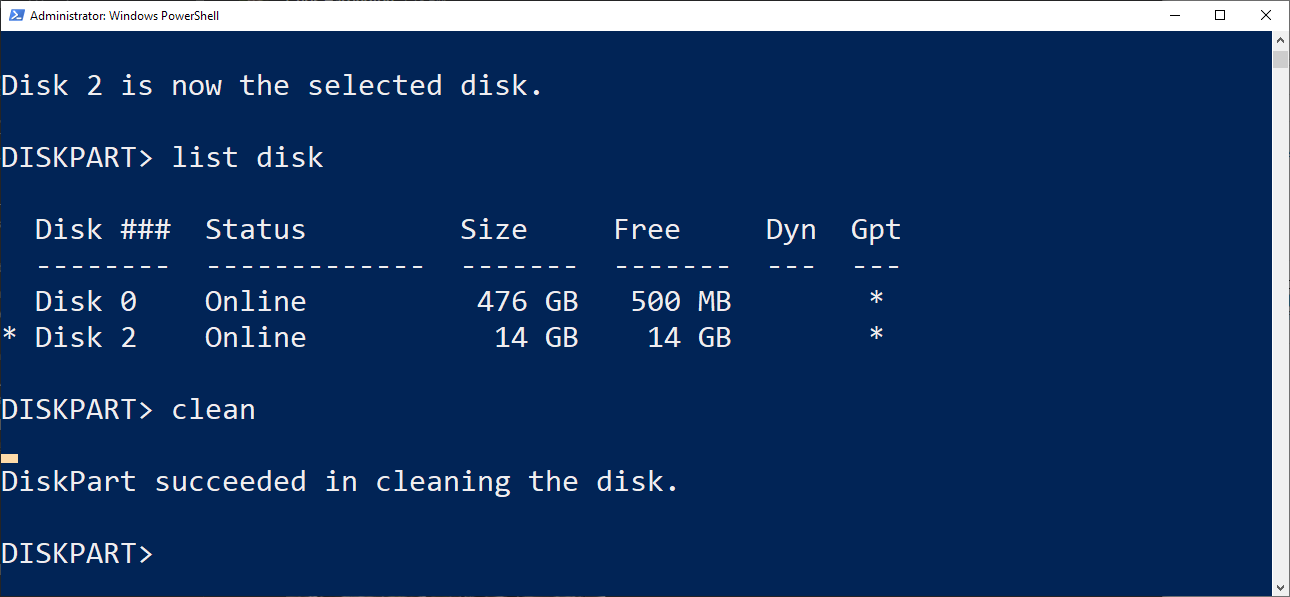 Administrator: Windows PowerShell
Disk 2 is now the selected disk.
DISKPART> list disk
  Disk ###  Status         Size     Free     Dyn  Gpt
  --------  -------------  -------  -------  ---  ---
  Disk 0    Online          476 GB   500 MB        *
* Disk 2    Online           14 GB    14 GB        *
DISKPART> clean
DiskPart succeeded in cleaning the disk.
DISKPART>